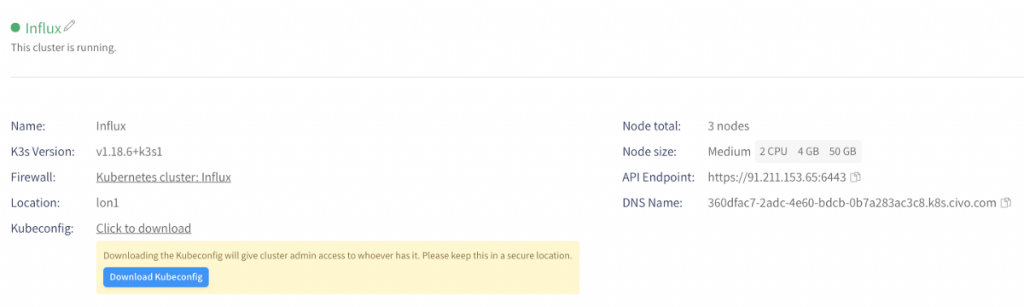 Influx
This cluster is running.
Name: Influx
K3s Version: v1.18.6+k3s1
Firewall: Kubernetes cluster: Influx
Location: lon1
Kubeconfig: Click to download
Downloading the Kubeconfig will give cluster admin access to whoever has it. Please keep this in a secure location.
Download Kubeconfig
Node total: 3 nodes
Node size: Medium 2 CPU 4 GB 50 GB
API Endpoint: https://91.211.153.65:6443
DNS Name: 360dfac7-2adc-4e60-bdcb-0b7a283ac3c8.k8s.civo.com